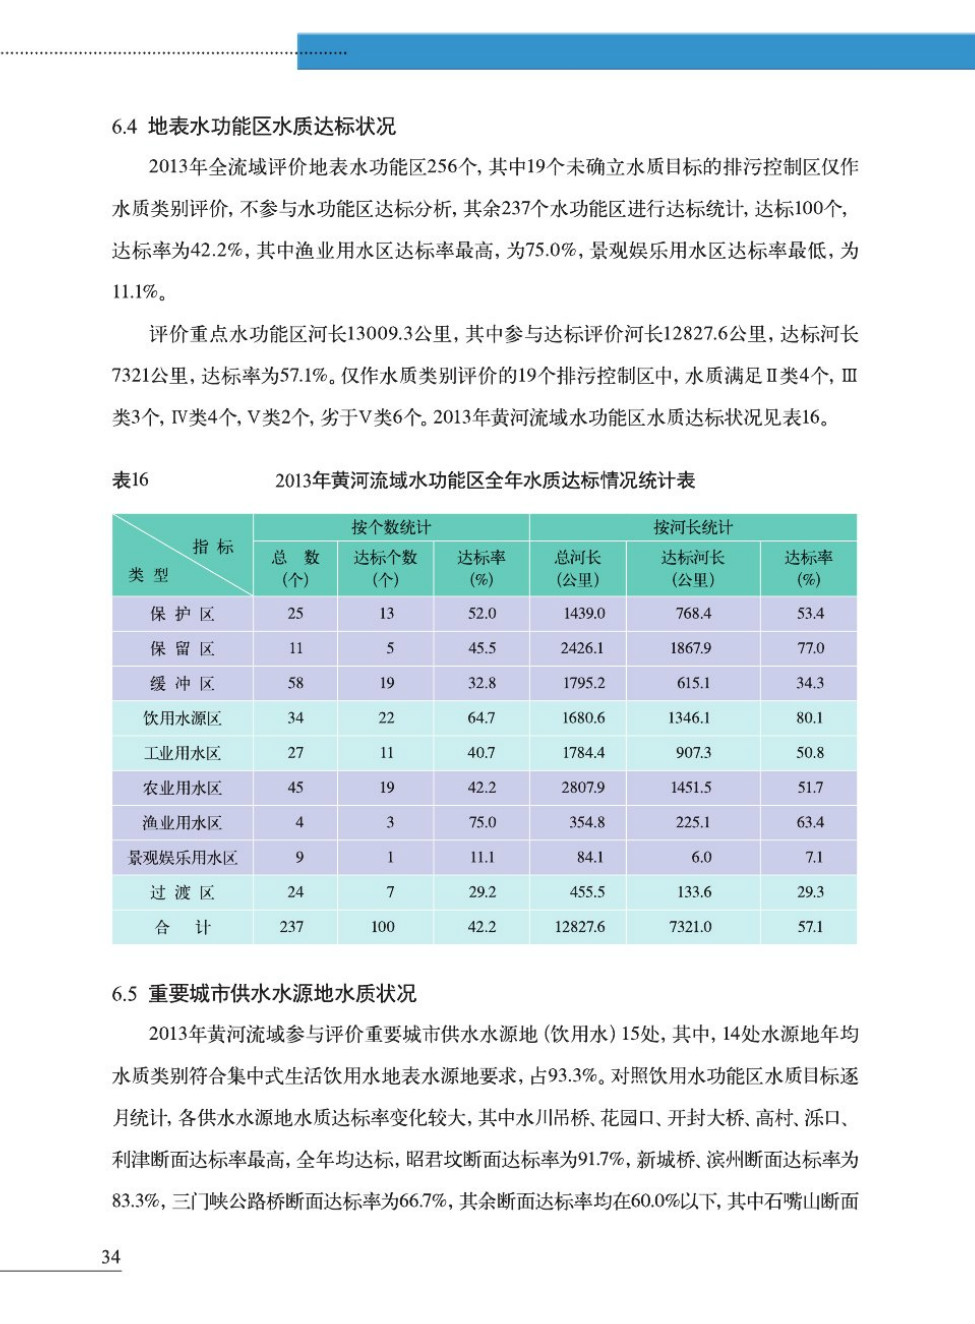 6.4 地表水功能区水质达标状况
2013年全流域评价地表水功能区256个, 其中19个未确立水质目标的排污控制区仅作
水质类别评价, 不参与水功能区达标分析, 其余237个水功能区进行达标统计, 达标100个,
达标率为42.2%, 其中渔业用水区达标率最高, 为75.0%, 景观娱乐用水区达标率最低, 为
11.1%。
评价重点水功能区河长13009.3公里, 其中参与达标评价河长12827.6公里, 达标河长
7321公里, 达标率为57.1%。仅作水质类别评价的19个排污控制区中, 水质满足Ⅱ类4个, Ⅲ
类3个, Ⅳ类4个, Ⅴ类2个, 劣于Ⅴ类6个。2013年黄河流域水功能区水质达标状况见表16。
表16 2013年黄河流域水功能区全年水质达标情况统计表
按个数统计 按河长统计
指标
类型
总数 达标个数 达标率 总河长 达标河长 达标率
(个) (个) (%) (公里) (公里) (%)
保护区 25 13 52.0 1439.0 768.4 53.4
保留区 11 5 45.5 2426.1 1867.9 77.0
缓冲区 58 19 32.8 1795.2 615.1 34.3
饮用水源区 34 22 64.7 1680.6 1346.1 80.1
工业用水区 27 11 40.7 1784.4 907.3 50.8
农业用水区 45 19 42.2 2807.9 1451.5 51.7
渔业用水区 4 3 75.0 354.8 225.1 63.4
景观娱乐用水区 9 1 11.1 84.1 6.0 7.1
过渡区 24 7 29.2 455.5 133.6 29.3
合计 237 100 42.2 12827.6 7321.0 57.1
6.5 重要城市供水水源地水质状况
2013年黄河流域参与评价重要城市供水水源地 (饮用水) 15处, 其中, 14处水源地年均
水质类别符合集中式生活饮用水地表水源地要求, 占93.3%。对照饮用水功能区水质目标逐
月统计, 各供水水源地水质达标率变化较大, 其中水川吊桥、花园口、开封大桥、高村、泺口、
利津断面达标率最高, 全年均达标, 昭君坟断面达标率为91.7%, 新城桥、滨州断面达标率为
83.3%, 三门峡公路桥断面达标率为66.7%, 其余断面达标率均在60.0%以下, 其中石嘴山断面
34